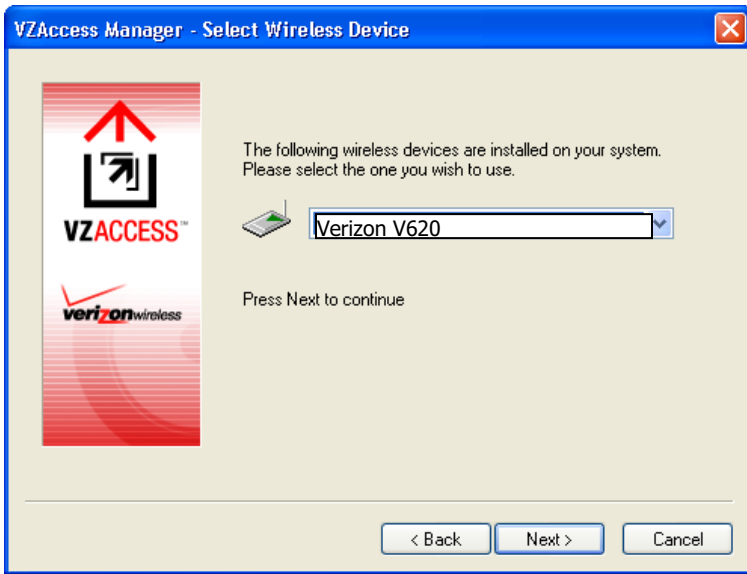 VZAccess Manager - Select Wireless Device
VZACCESS™
verizonwireless
The following wireless devices are installed on your system.
Please select the one you wish to use.
Verizon V620
Press Next to continue
< Back
Next >
Cancel